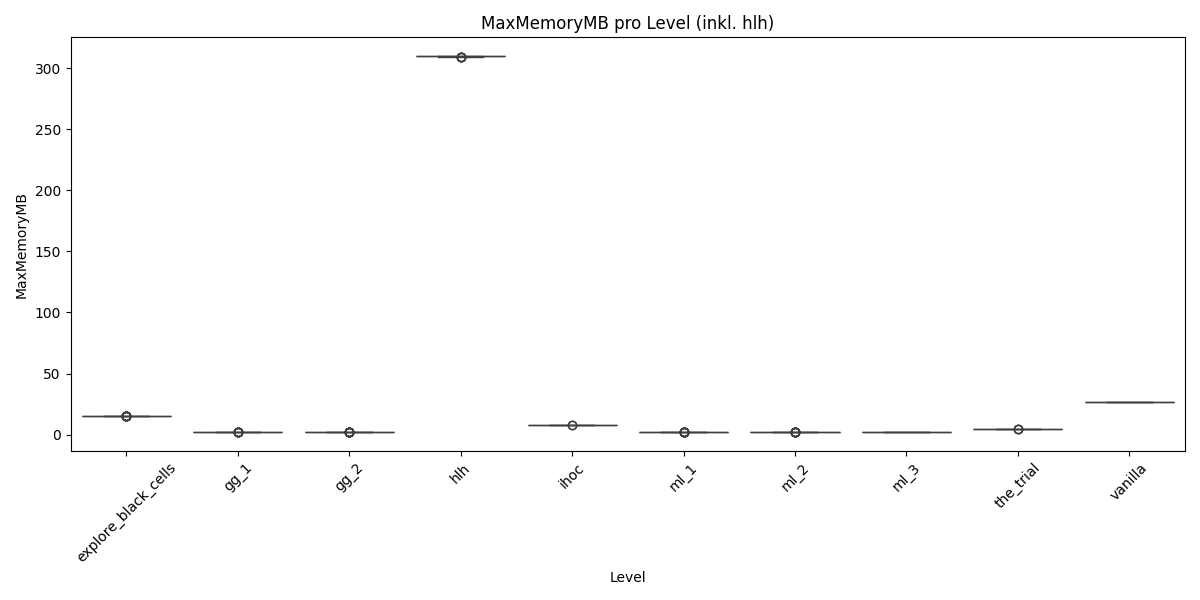 MaxMemoryMB pro Level (inkl. hlh)
MaxMemoryMB
300
250
200
150
100
50
0
explore_black_cells
gg_1
gg_2
hlh
ihoc
ml_1
ml_2
ml_3
the_trial
vanilla
Level